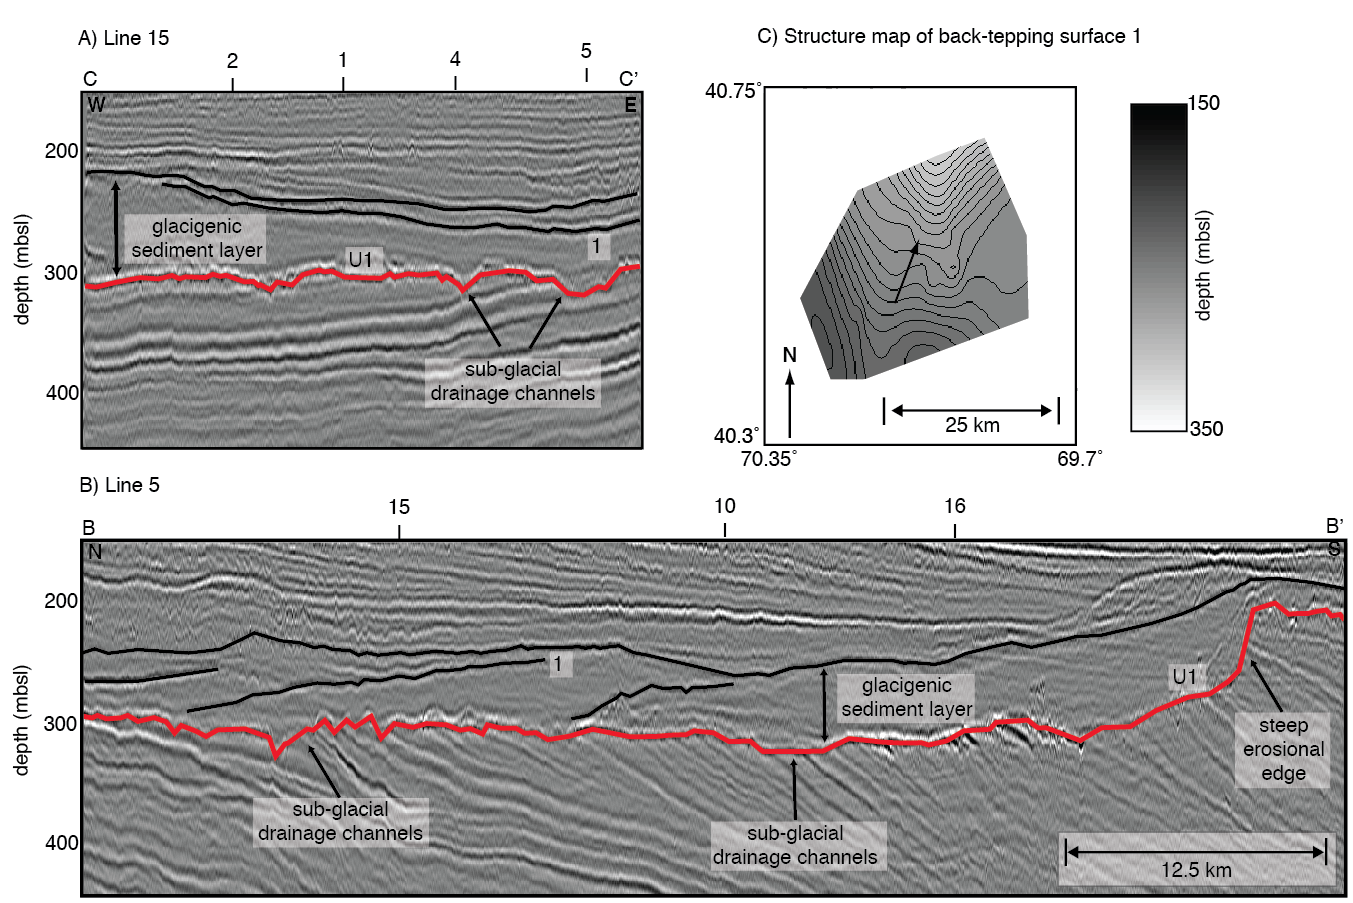 A) Line 15
2
1
4
5
C
C'
W
E
200
300
400
depth (mbsl)
glacigenic
sediment layer
U1
1
sub-glacial
drainage channels
C) Structure map of back-tepping surface 1
40.75˚
40.3˚
70.35˚
69.7˚
N
25 km
150
350
depth (mbsl)
B) Line 5
15
10
16
B
B'
N
S
200
300
400
depth (mbsl)
1
glacigenic
sediment layer
U1
steep
erosional
edge
sub-glacial
drainage channels
sub-glacial
drainage channels
12.5 km